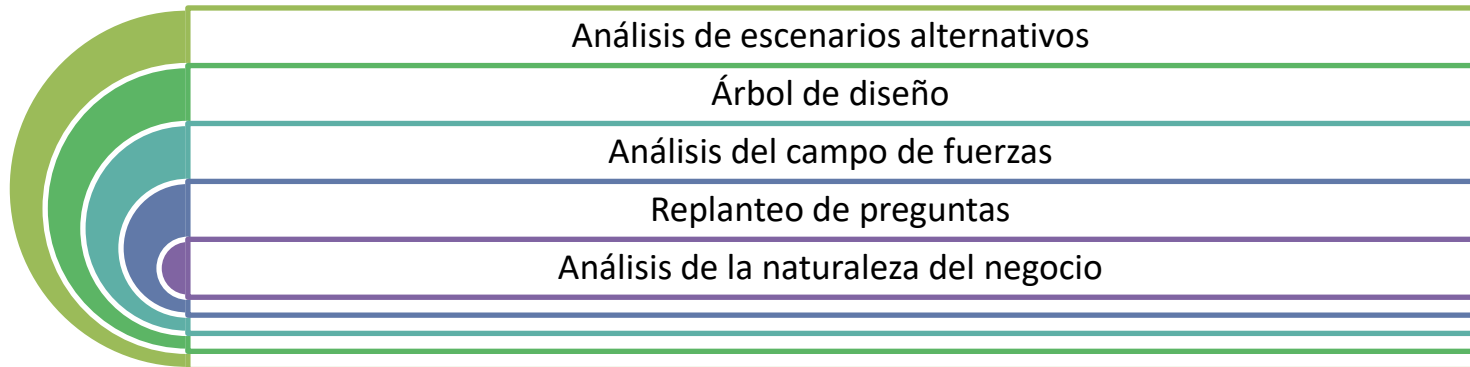 Análisis de escenarios alternativos
Árbol de diseño
Análisis del campo de fuerzas
Replanteo de preguntas
Análisis de la naturaleza del negocio